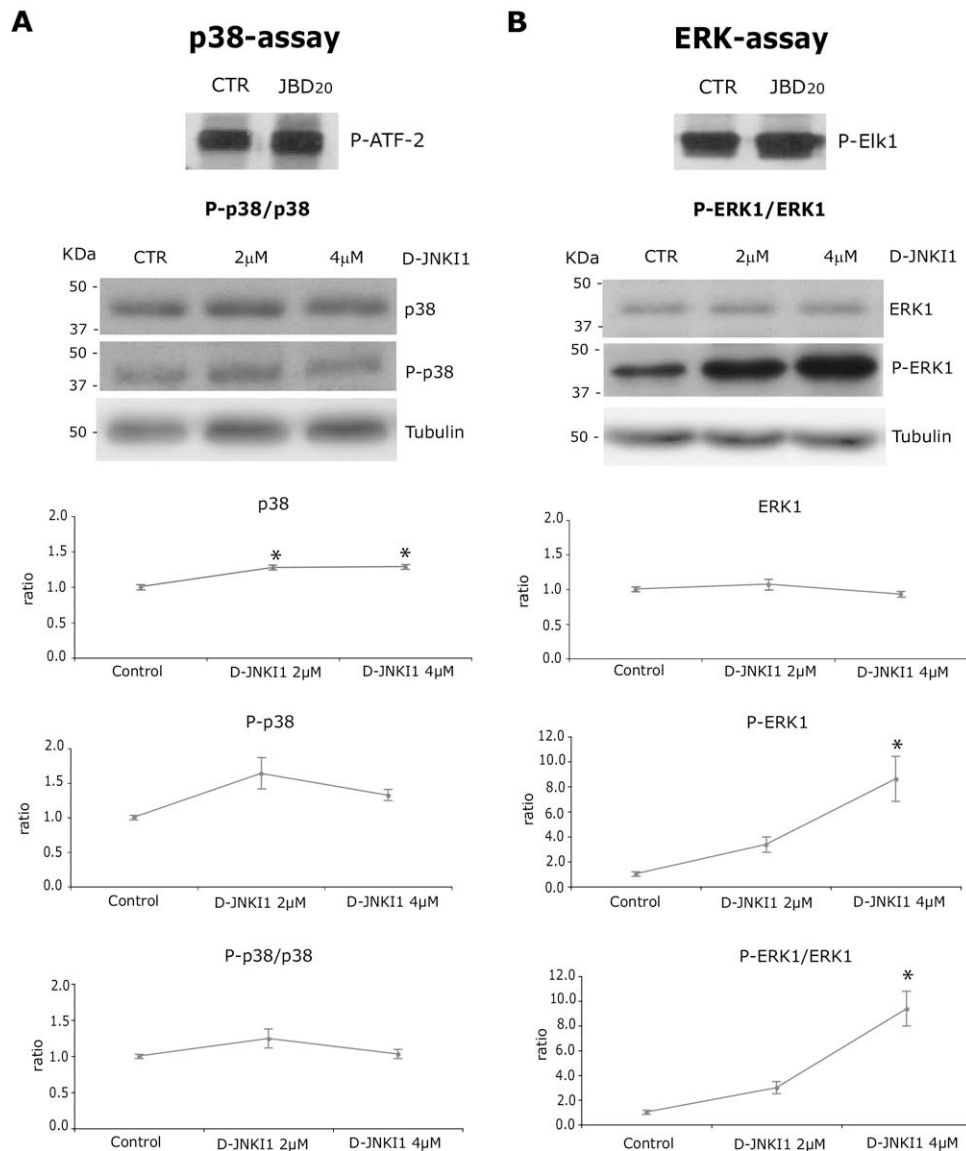 A
p38-assay
CTR JBD20
P-ATF-2
P-p38/p38
KDa CTR 2µM 4µM D-JNKI1
50 -
p38
37 -
50 -
P-p38
37 -
50 - Tubulin
p38
2.0
1.5
* *
1.0
0.5
0.0
ratio
Control D-JNKI1 2µM D-JNKI1 4µM
P-p38
2.0
1.5
1.0
0.5
0.0
ratio
Control D-JNKI1 2µM D-JNKI1 4µM
P-p38/p38
2.0
1.5
1.0
0.5
0.0
ratio
Control D-JNKI1 2µM D-JNKI1 4µM
B
ERK-assay
CTR JBD20
P-Elk1
P-ERK1/ERK1
KDa CTR 2µM 4µM D-JNKI1
50 -
ERK1
37 -
50 -
P-ERK1
37 -
50 - Tubulin
ERK1
2.0
1.5
1.0
0.5
0.0
ratio
Control D-JNKI1 2µM D-JNKI1 4µM
P-ERK1
12.0
*
10.0
8.0
6.0
4.0
2.0
0.0
ratio
Control D-JNKI1 2µM D-JNKI1 4µM
P-ERK1/ERK1
12.0
*
10.0
8.0
6.0
4.0
2.0
0.0
ratio
Control D-JNKI1 2µM D-JNKI1 4µM